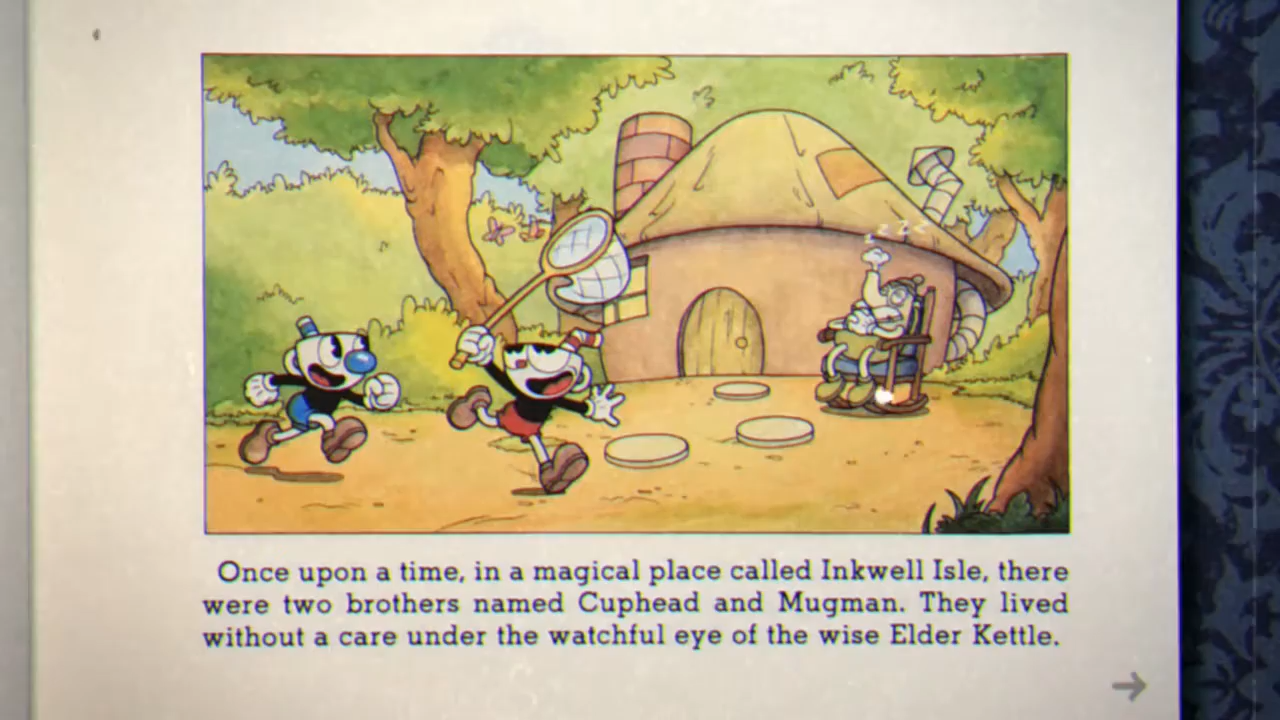 z z z z
Once upon a time, in a magical place called Inkwell Isle, there
were two brothers named Cuphead and Mugman. They lived
without a care under the watchful eye of the wise Elder Kettle.